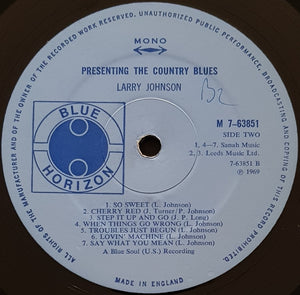 OF THE OWNER OF THE RECORDED WORK RESERVED. UNAUTHORIZED PUBLIC PERFORMANCE, BROADCASTING AND COPYING OF THIS RECORD PROHIBITED.
ALL RIGHTS OF THE MANUFACTURER AND
MONO
PRESENTING THE COUNTRY BLUES
LARRY JOHNSON
B2
BLUE
HORIZON
M 7-63851
SIDE TWO
1, 4—7. Sanah Music
2, 3. Leeds Music Ltd.
7-63851 B
℗ 1969
1. SO SWEET (L. Johnson)
2. CHERRY RED (J. Turner/P. Johnson)
3. STEP IT UP AND GO (J. P. Long)
4. WHEN THINGS GO WRONG (L. Johnson)
5. TROUBLES JUST BEGUN (L. Johnson)
6. LOVIN' MACHINE (L. Johnson)
7. SAY WHAT YOU MEAN (L. Johnson)
A Blue Soul (U.S.) Recording
MADE IN ENGLAND